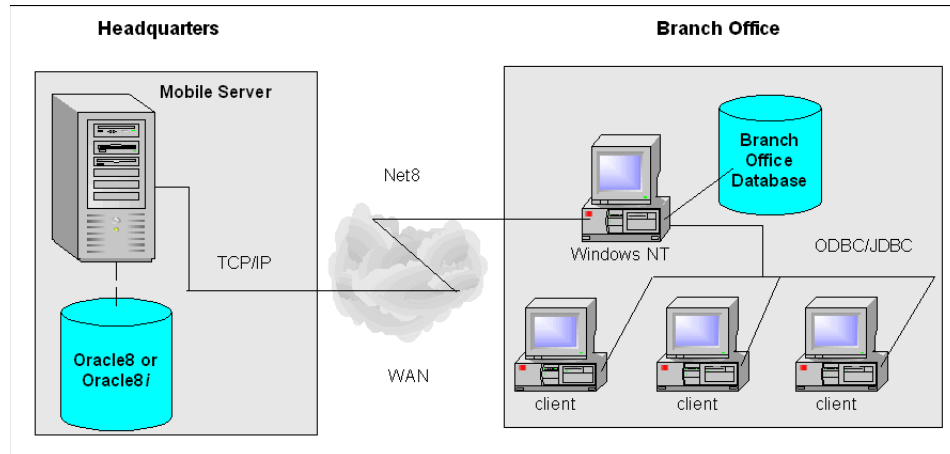 Headquarters
Branch Office
Mobile Server
Branch
Office
Database
Net8
Windows NT
ODBC/JDBC
TCP/IP
Oracle8 or
Oracle8i
WAN
client
client
client